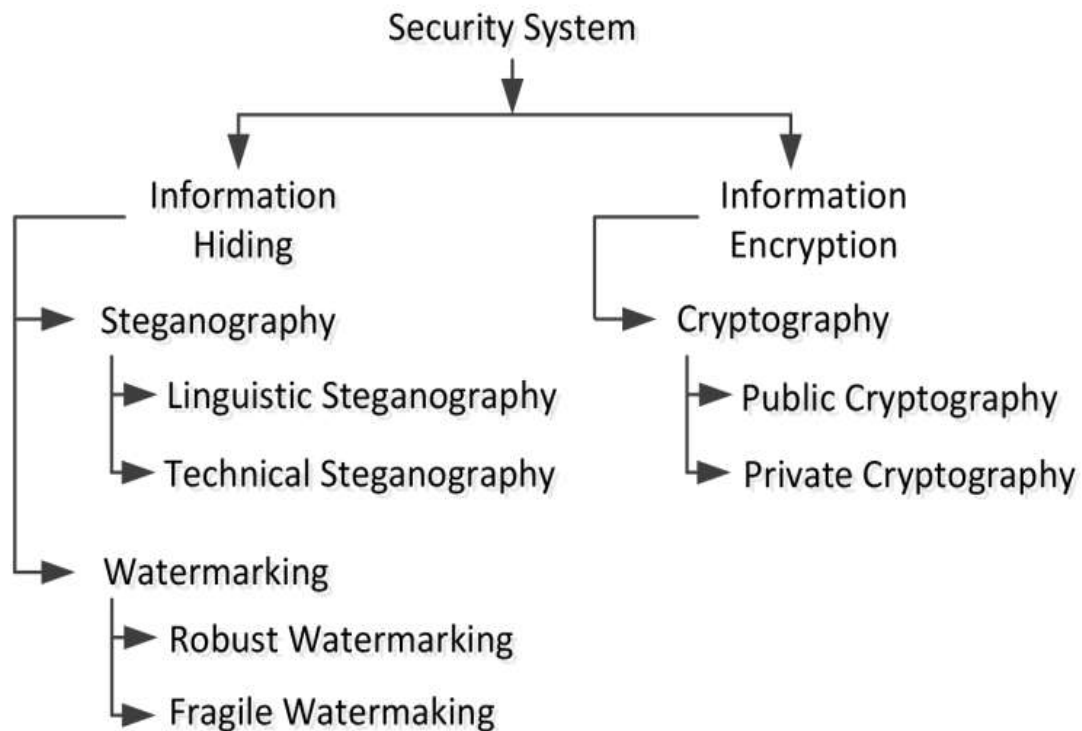 Security System
Information
Hiding
Information
Encryption
Steganography
Cryptography
Linguistic Steganography
Public Cryptography
Technical Steganography
Private Cryptography
Watermarking
Robust Watermarking
Fragile Watermaking